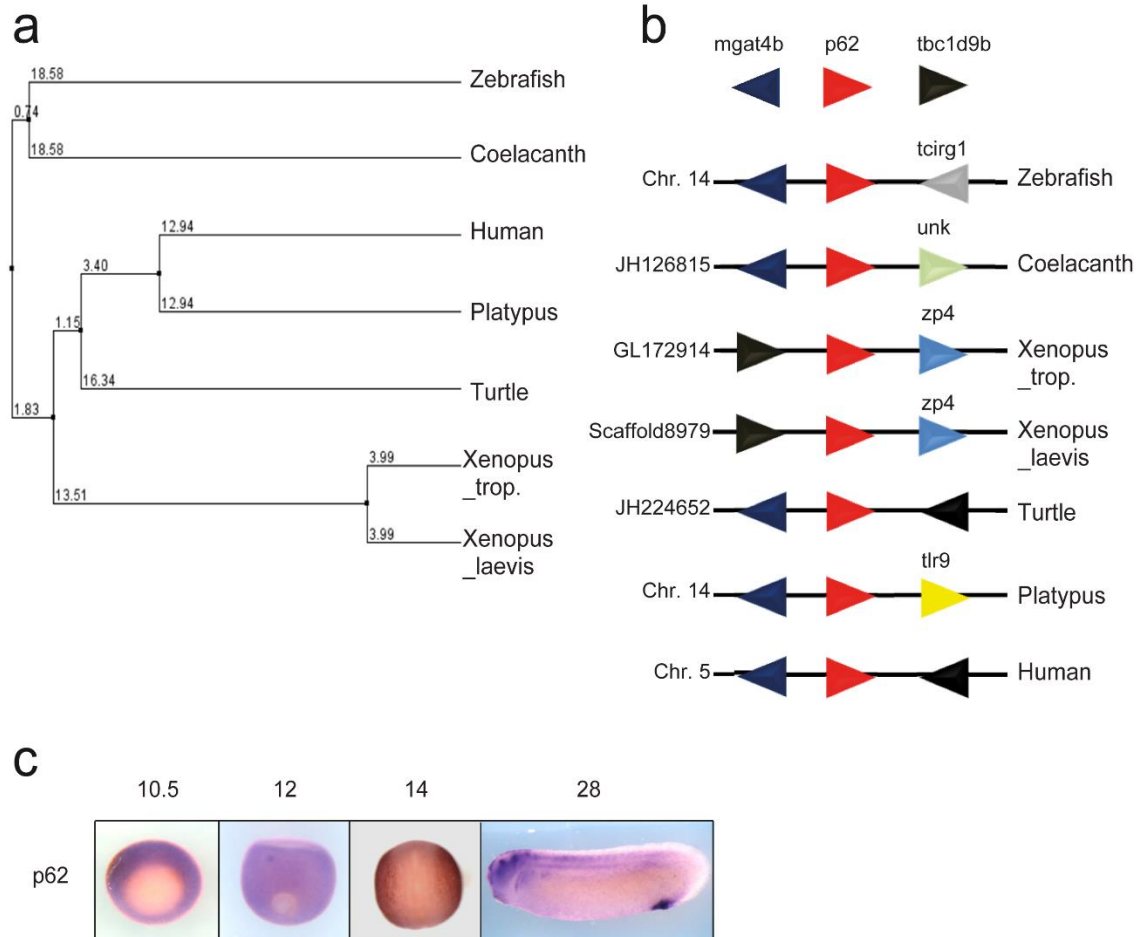 a
18.58
Zebrafish
0.74
18.58
Coelacanth
12.94
Human
3.40
12.94
Platypus
1.15
16.34
Turtle
1.83
3.99
Xenopus
_trop.
13.51
3.99
Xenopus
_laevis
b
mgat4b p62 tbc1d9b
tcirg1
Chr. 14 Zebrafish
unk
JH126815 Coelacanth
zp4
GL172914 Xenopus
_trop.
zp4
Scaffold8979 Xenopus
_laevis
JH224652 Turtle
tlr9
Chr. 14 Platypus
Chr. 5 Human
c
10.5 12 14 28
p62